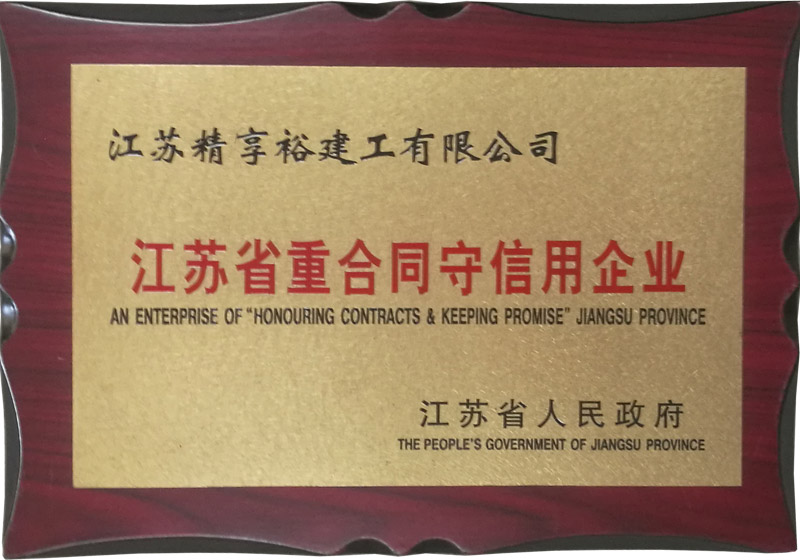 江苏精享裕建工有限公司
江苏省重合同守信用企业
AN ENTERPRISE OF "HONOURING CONTRACTS & KEEPING PROMISE" JIANGSU PROVINCE
江苏省人民政府
THE PEOPLE'S GOVERNMENT OF JIANGSU PROVINCE